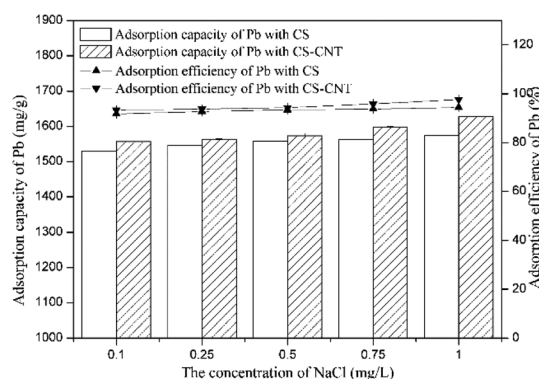 Adsorption capacity of Pb (mg/g)
1900
1800
1700
1600
1500
1400
1300
1200
1100
1000
Adsorption capacity of Pb with CS
Adsorption capacity of Pb with CS-CNT
Adsorption efficiency of Pb with CS
Adsorption efficiency of Pb with CS-CNT
120
100
80
60
40
20
0
Adsorption efficiency of Pb (%)
0.1 0.25 0.5 0.75 1
The concentration of NaCl (mg/L)